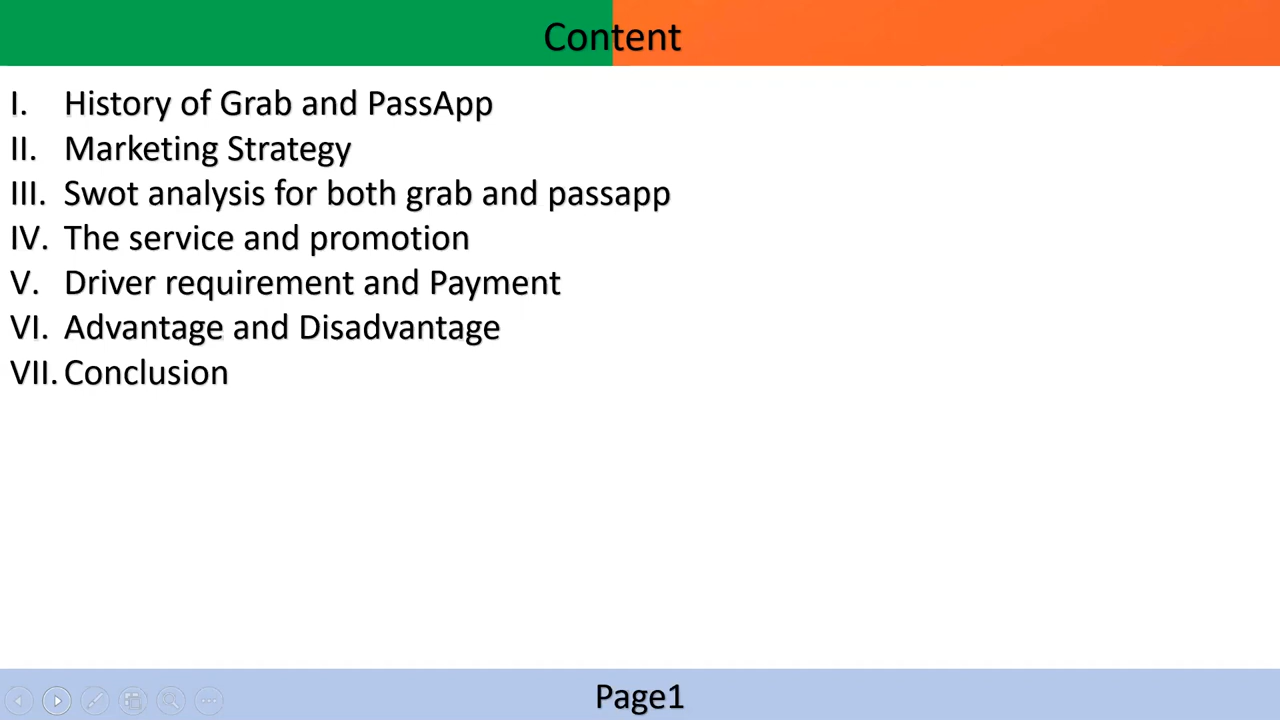 Content
I. History of Grab and PassApp
II. Marketing Strategy
III. Swot analysis for both grab and passapp
IV. The service and promotion
V. Driver requirement and Payment
VI. Advantage and Disadvantage
VII. Conclusion
Page1